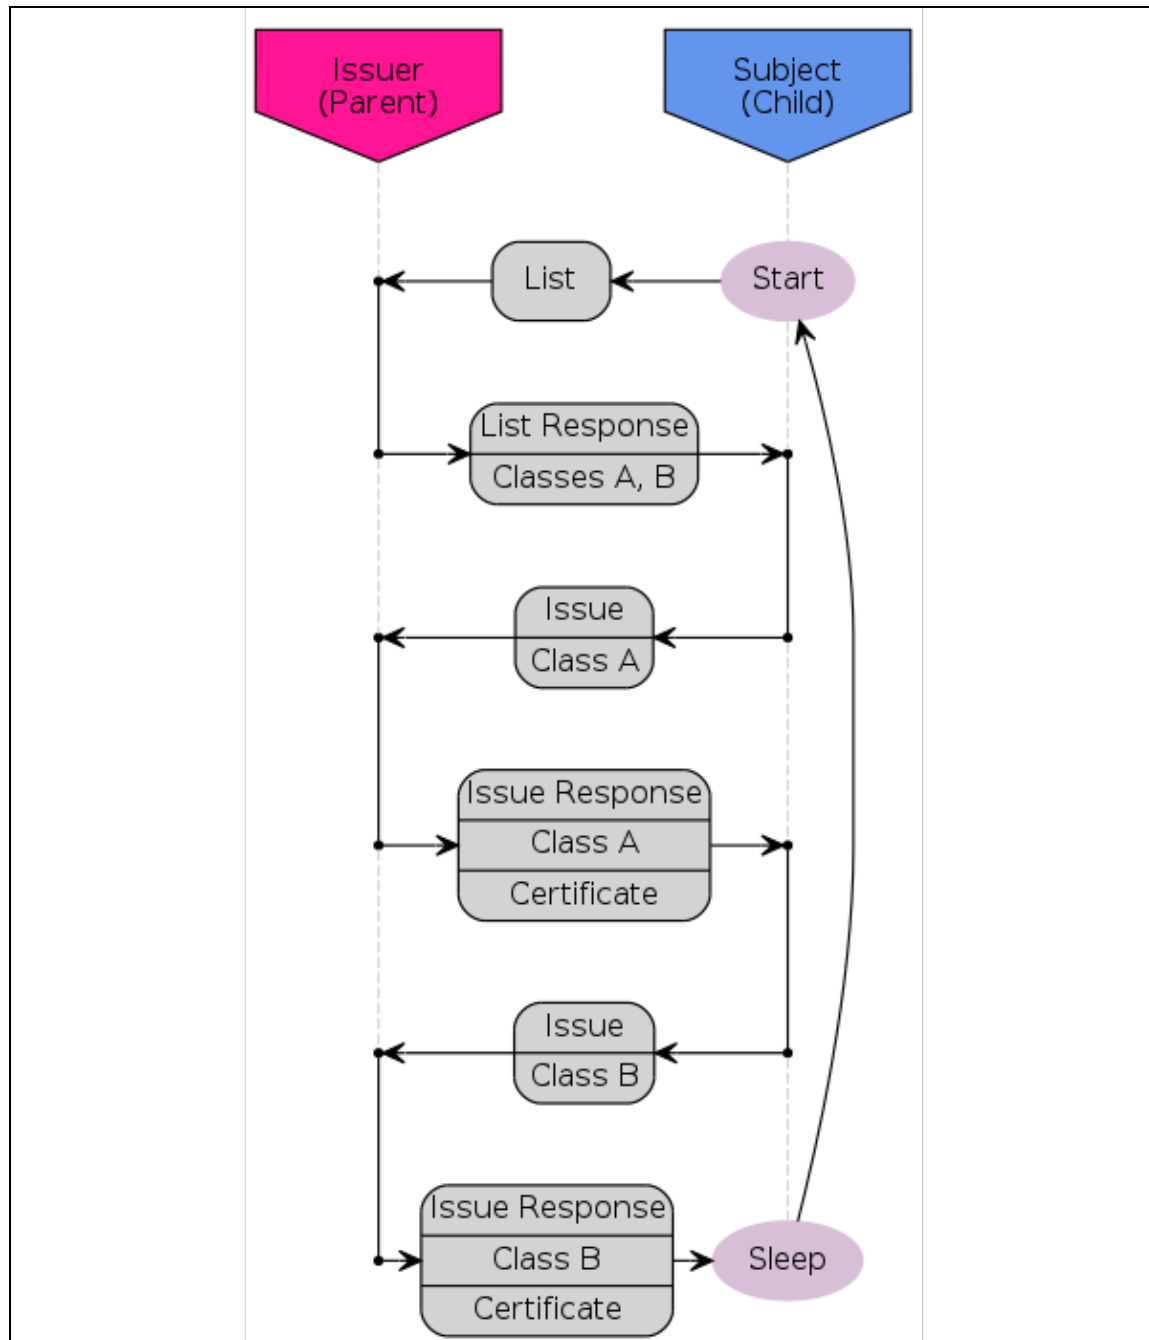 Issuer
(Parent)
Subject
(Child)
List
Start
List Response
Classes A, B
Issue
Class A
Issue Response
Class A
Certificate
Issue
Class B
Issue Response
Class B
Certificate
Sleep